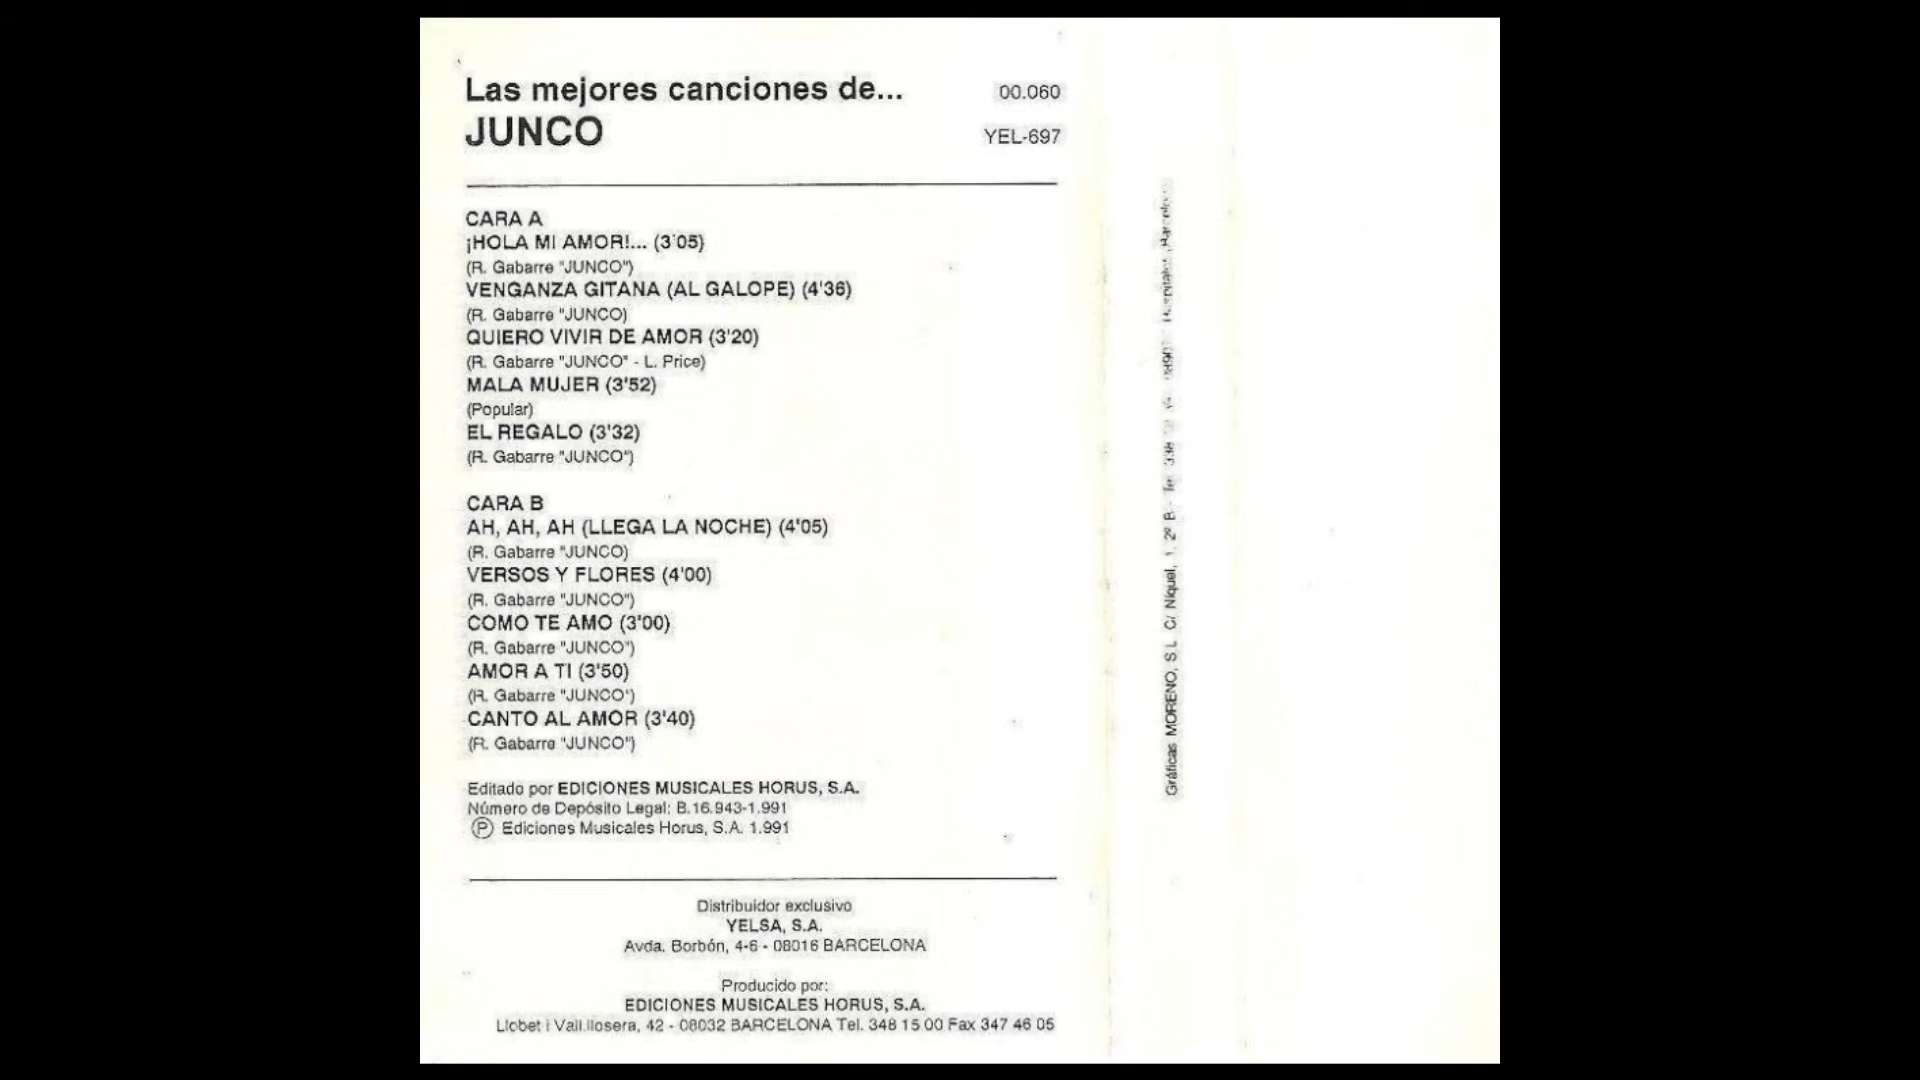 Las mejores canciones de... 00.060
JUNCO YEL-697
CARA A
¡HOLA MI AMOR!... (3'05)
(R. Gabarre "JUNCO")
VENGANZA GITANA (AL GALOPE) (4'36)
(R. Gabarre "JUNCO)
QUIERO VIVIR DE AMOR (3'20)
(R. Gabarre "JUNCO" - L. Price)
MALA MUJER (3'52)
(Popular)
EL REGALO (3'32)
(R. Gabarre "JUNCO")
CARA B
AH, AH, AH (LLEGA LA NOCHE) (4'05)
(R. Gabarre "JUNCO)
VERSOS Y FLORES (4'00)
(R. Gabarre "JUNCO")
COMO TE AMO (3'00)
(R. Gabarre "JUNCO")
AMOR A TI (3'50)
(R. Gabarre "JUNCO")
CANTO AL AMOR (3'40)
(R. Gabarre "JUNCO")
Editado por EDICIONES MUSICALES HORUS, S.A.
Número de Depósito Legal: B.16.943-1.991
Ⓟ Ediciones Musicales Horus, S.A. 1.991
Distribuidor exclusivo
YELSA, S.A.
Avda. Borbón, 4-6 - 08016 BARCELONA
Producido por:
EDICIONES MUSICALES HORUS, S.A.
Llobet i Vall.llosera, 42 - 08032 BARCELONA Tel. 348 15 00 Fax 347 46 05
Gráficas MORENO, S.L. C/ Niquel, 1, 2º B -